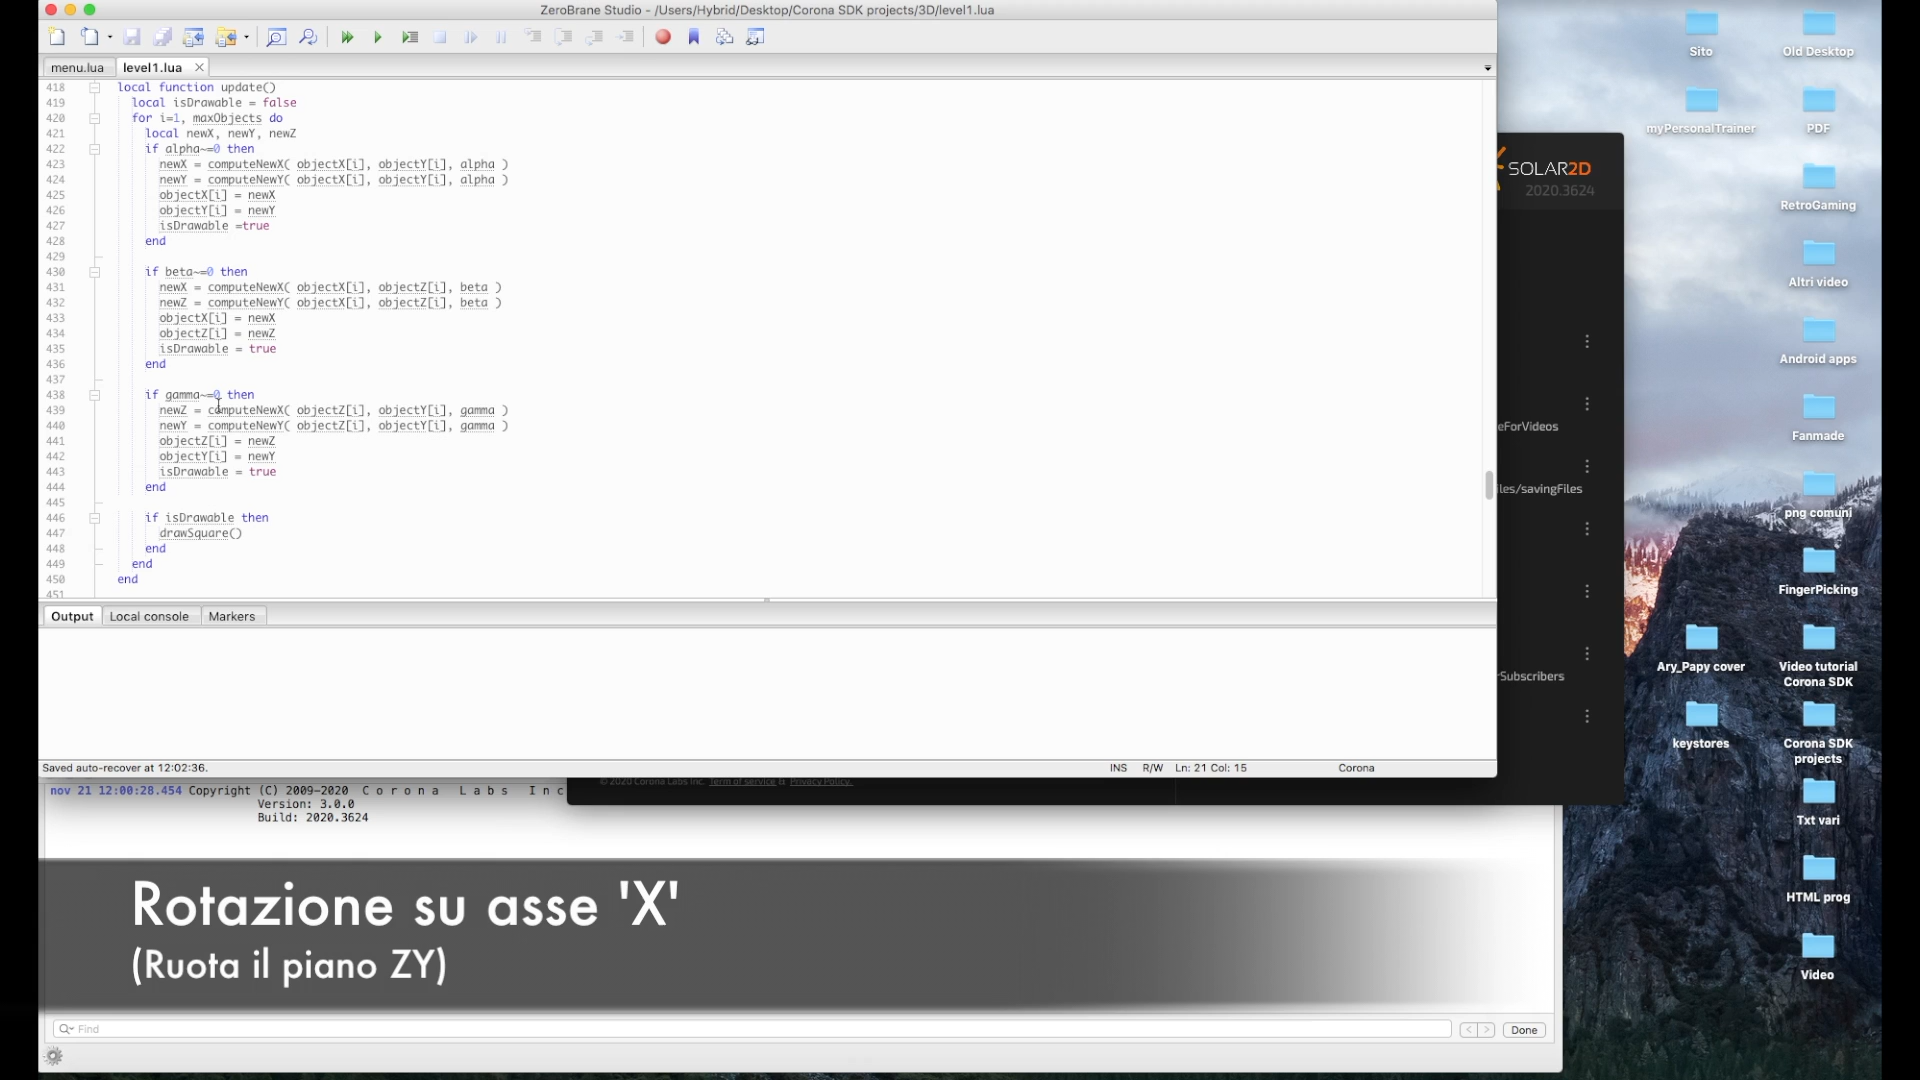 ZeroBrane Studio - /Users/Hybrid/Desktop/Corona SDK projects/3D/level1.lua
menu.lua
level1.lua
418 local function update()
419 local isDrawable = false
420 for i=1, maxObjects do
421 local newX, newY, newZ
422 if alpha~=0 then
423 newX = computeNewX( objectX[i], objectY[i], alpha )
424 newY = computeNewY( objectX[i], objectY[i], alpha )
425 objectX[i] = newX
426 objectY[i] = newY
427 isDrawable =true
428 end
429
430 if beta~=0 then
431 newX = computeNewX( objectX[i], objectZ[i], beta )
432 newZ = computeNewY( objectX[i], objectZ[i], beta )
433 objectX[i] = newX
434 objectZ[i] = newZ
435 isDrawable = true
436 end
437
438 if gamma~=0 then
439 newZ = computeNewX( objectZ[i], objectY[i], gamma )
440 newY = computeNewY( objectZ[i], objectY[i], gamma )
441 objectZ[i] = newZ
442 objectY[i] = newY
443 isDrawable = true
444 end
445
446 if isDrawable then
447 drawSquare()
448 end
449 end
450 end
451
Output
Local console
Markers
Saved auto-recover at 12:02:36.
INS R/W Ln: 21 Col: 15
Corona
SOLAR2D
2020.3624
eForVideos
les/savingFiles
Subscribers
© 2020 Corona Labs Inc. Term of service & Privacy Policy.
nov 21 12:00:28.454 Copyright (C) 2009-2020 C o r o n a L a b s I n c
Version: 3.0.0
Build: 2020.3624
Rotazione su asse 'X'
(Ruota il piano ZY)
Find
Done
Sito
Old Desktop
myPersonalTrainer
PDF
RetroGaming
Altri video
Android apps
Fanmade
png comuni
FingerPicking
Ary_Papy cover
Video tutorial
Corona SDK
keystores
Corona SDK
projects
Txt vari
HTML prog
Video